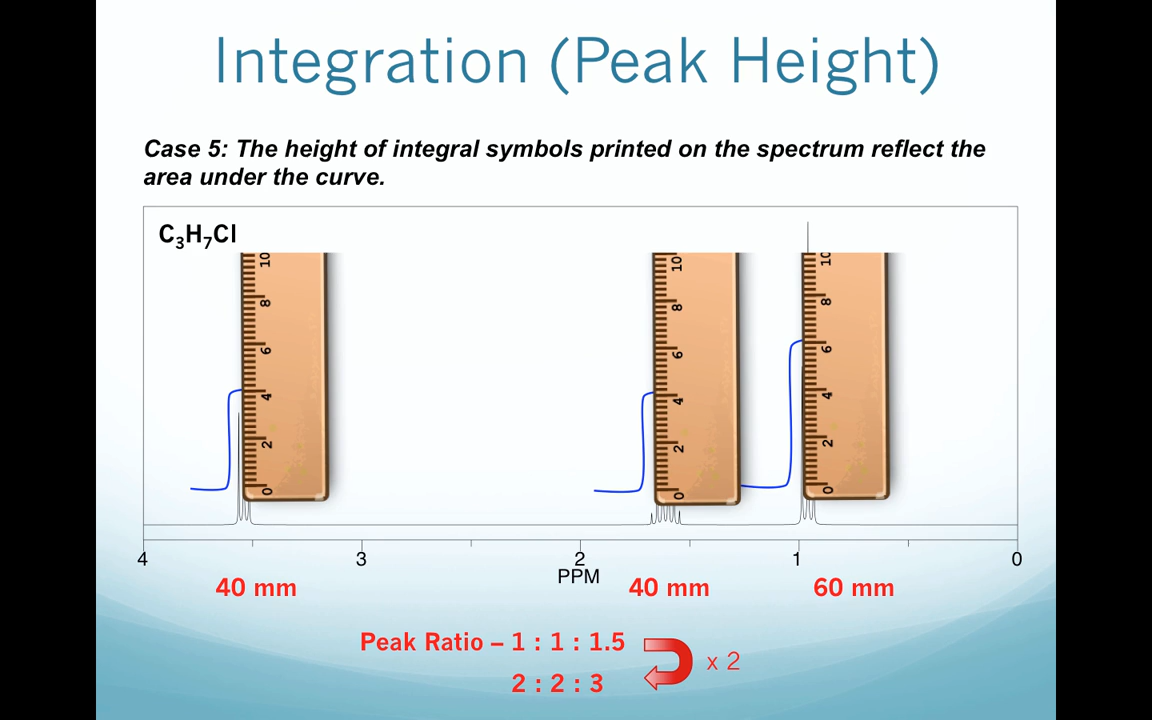 Integration (Peak Height)
Case 5: The height of integral symbols printed on the spectrum reflect the
area under the curve.
C₃H₇Cl
10 10 10
8 8 8
6 6 6
4 4 4
2 2 2
0 0 0
4 3 2 1 0
PPM
40 mm 40 mm 60 mm
Peak Ratio – 1 : 1 : 1.5
x 2
2 : 2 : 3